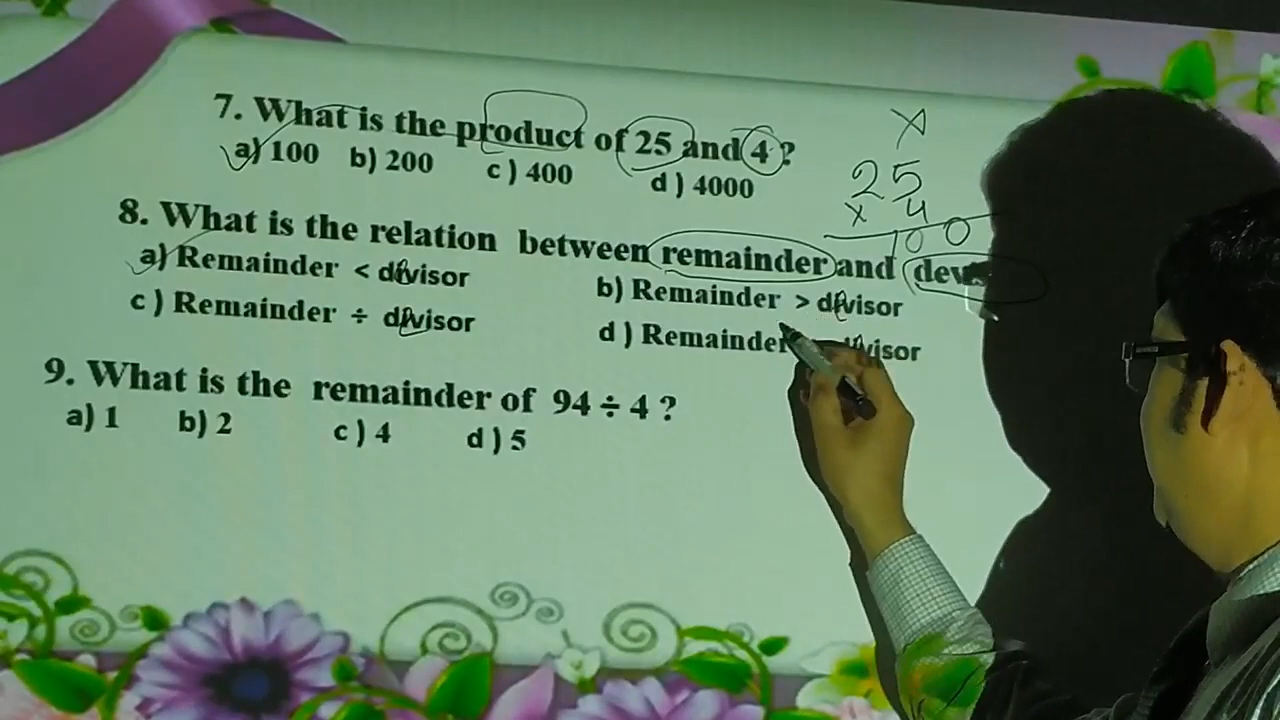 7. What is the product of 25 and 4 ?
a) 100 b) 200 c ) 400 d ) 4000
×
25
× 4
100
8. What is the relation between remainder and
a) Remainder < divisor b) Remainder > divisor
c ) Remainder ÷ divisor d ) Remainder divisor
9. What is the remainder of 94 ÷ 4 ?
a) 1 b) 2 c ) 4 d ) 5